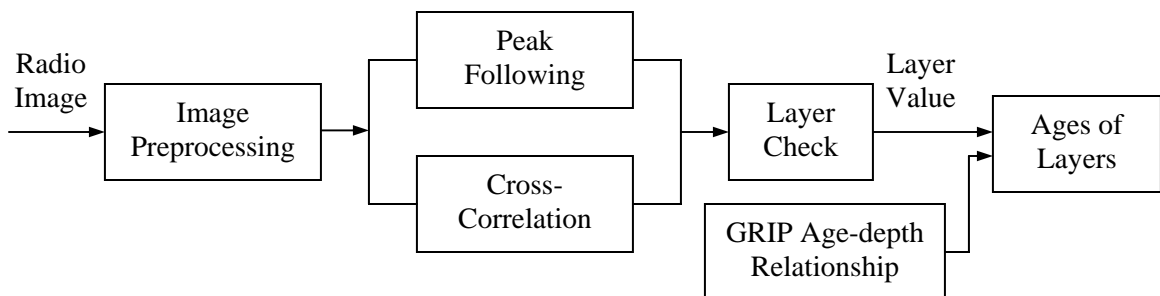 Radio
Image
Image
Preprocessing
Peak
Following
Cross-
Correlation
Layer
Check
Layer
Value
Ages of
Layers
GRIP Age-depth
Relationship